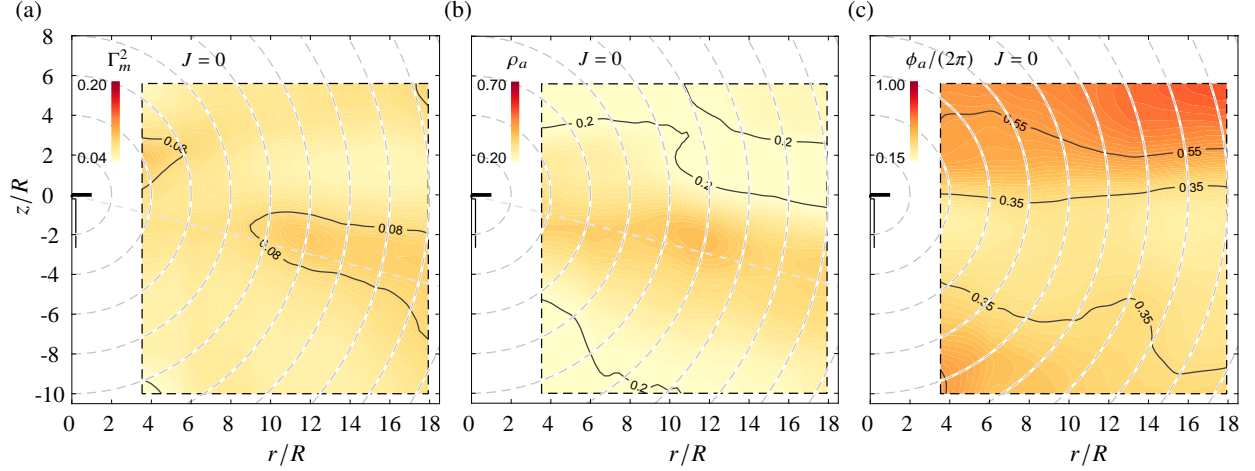 (a)
(b)
(c)
Γ_m^2
J = 0
0.20
0.04
0.08
0.08
0.08
ρ_a
J = 0
0.70
0.20
0.2
0.2
0.2
0.2
ϕ_a/(2π)
J = 0
1.00
0.15
0.55
0.55
0.35
0.35
0.35
0.35
8
6
4
2
0
-2
-4
-6
-8
-10
z/R
0 2 4 6 8 10 12 14 16 18
0 2 4 6 8 10 12 14 16 18
0 2 4 6 8 10 12 14 16 18
r/R
r/R
r/R